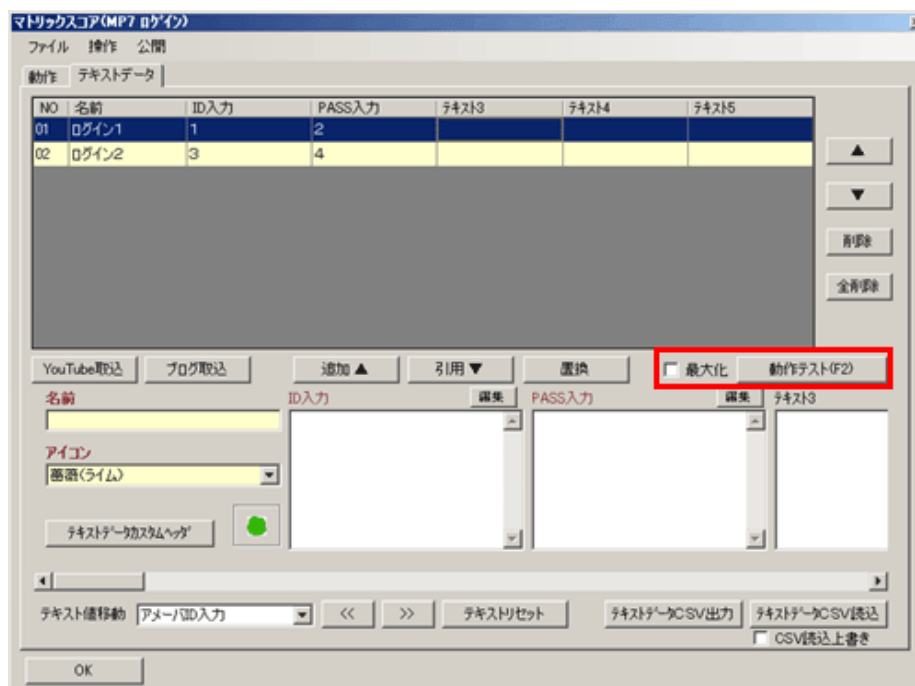 マトリックスコア(MP7 ログイン)
ファイル 操作 公開
動作 テキストデータ
NO 名前 ID入力 PASS入力 テキスト3 テキスト4 テキスト5
01 ログイン1 1 2
02 ログイン2 3 4
▲
▼
削除
全削除
YouTube取込 ブログ取込 追加▲ 引用▼ 置換 最大化 動作テスト(F2)
名前 ID入力 編集 PASS入力 編集 テキスト3
アイコン
薔薇(ライム)
テキストデータカスタムヘッダ
テキスト値移動 アメーバID入力 << >> テキストリセット テキストデータCSV出力 テキストデータCSV読込
CSV読込上書き
OK